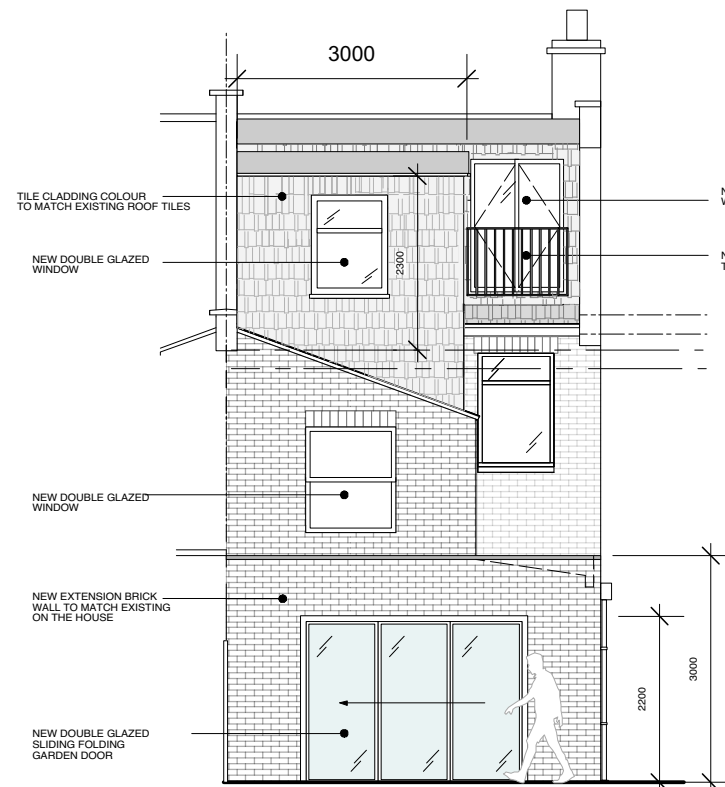 3000
TILE CLADDING COLOUR
TO MATCH EXISTING ROOF TILES
NEW DOUBLE GLAZED
WINDOW
2300
NEW DOUBLE GLAZED
WINDOW
NEW EXTENSION BRICK
WALL TO MATCH EXISTING
ON THE HOUSE
3000
2200
NEW DOUBLE GLAZED
SLIDING FOLDING
GARDEN DOOR